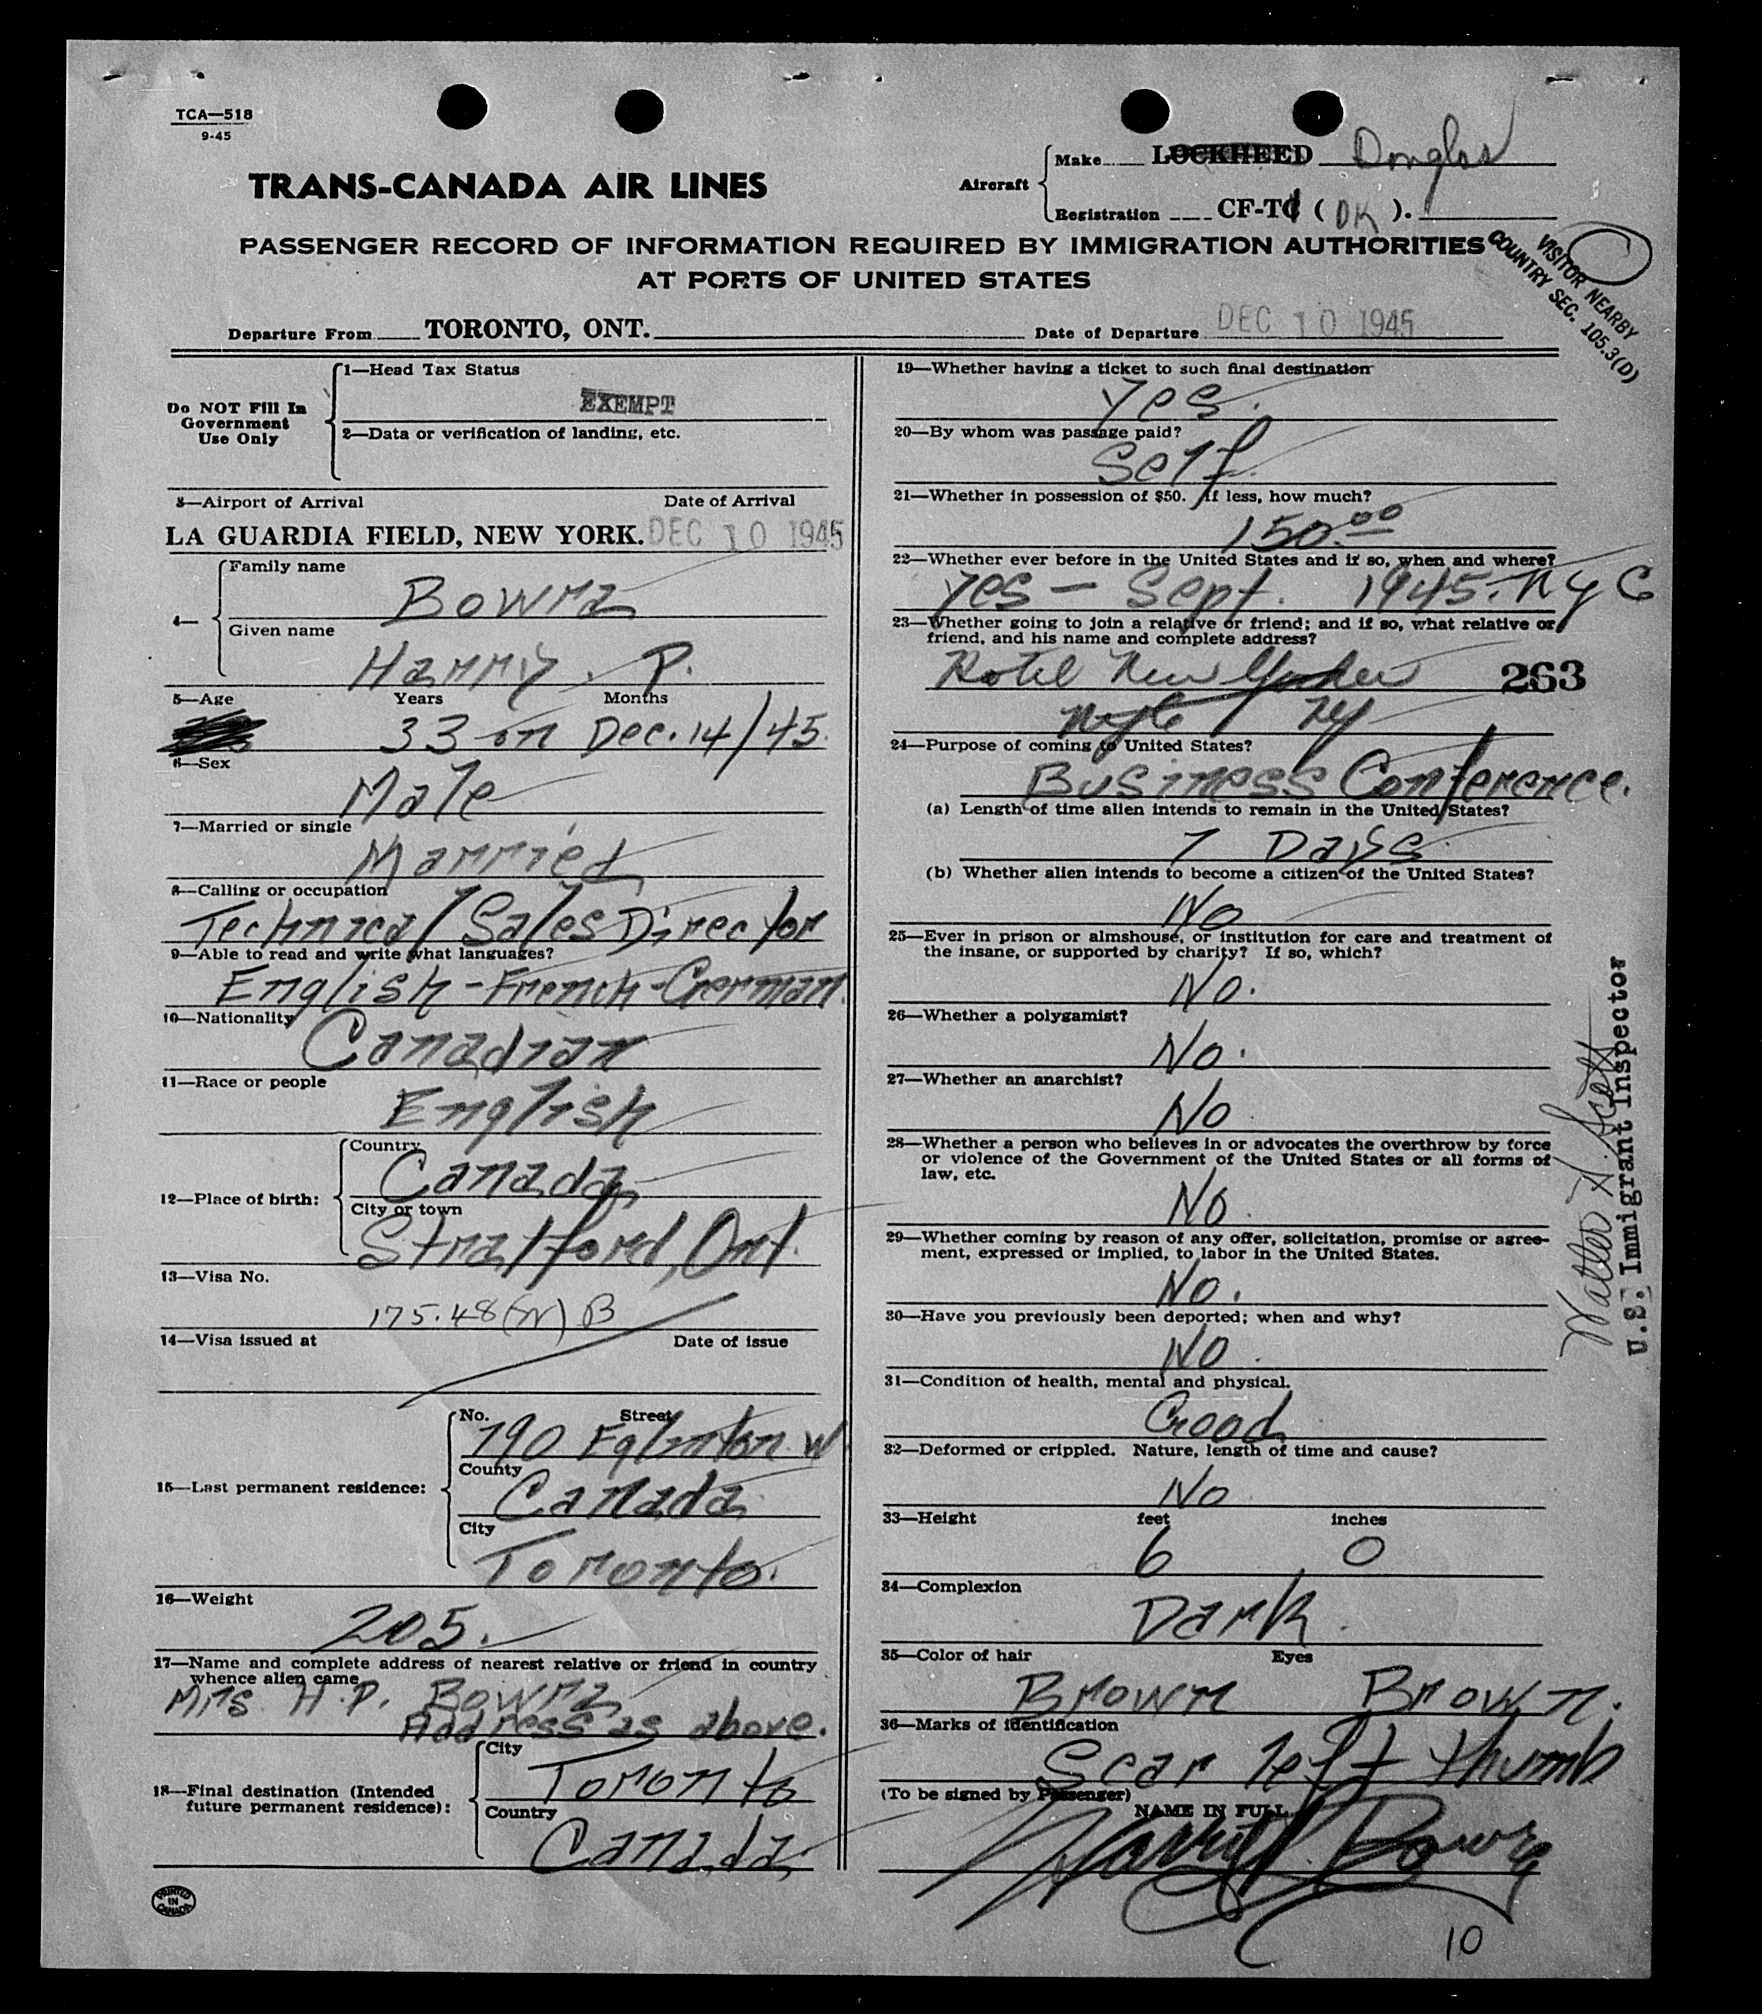 TCA—518
9-45
TRANS-CANADA AIR LINES
Aircraft
Make LOCKHEED Douglas
Registration CF-T ( DK ).
PASSENGER RECORD OF INFORMATION REQUIRED BY IMMIGRATION AUTHORITIES
AT PORTS OF UNITED STATES
VISITOR NEARBY
COUNTRY SEC. 105.3(D)
Departure From TORONTO, ONT. Date of Departure DEC 10 1945
Do NOT Fill In
Government
Use Only
1—Head Tax Status
EXEMPT
2—Data or verification of landing, etc.
3—Airport of Arrival Date of Arrival
LA GUARDIA FIELD, NEW YORK. DEC 10 1945
4—
Family name
Bowra
Given name
Harry. P.
5—Age Years Months
33 on Dec. 14/45.
6—Sex
Male
7—Married or single
Married
8—Calling or occupation
Technical Sales Director
9—Able to read and write what languages?
English - French - German.
10—Nationality
Canadian
11—Race or people
English
12—Place of birth:
Country
Canada
City or town
Stratford, Ont.
13—Visa No.
175.48 B
14—Visa issued at Date of issue
15—Last permanent residence:
No. Street
790 Eglinton W
County
Canada
City
Toronto.
16—Weight
205.
17—Name and complete address of nearest relative or friend in country
whence alien came
Mrs H.P. Bowra
Address as above.
18—Final destination (Intended
future permanent residence):
City
Toronto
Country
Canada
PRINTED
IN
CANADA
19—Whether having a ticket to such final destination
Yes.
20—By whom was passage paid?
Self.
21—Whether in possession of $50. If less, how much?
150.00
22—Whether ever before in the United States and if so, when and where?
Yes — Sept. 1945. NYC
23—Whether going to join a relative or friend; and if so, what relative or
friend, and his name and complete address?
Hotel New Yorker 263
NYC NY
24—Purpose of coming to United States?
Business Conference.
(a) Length of time alien intends to remain in the United States?
7 Days.
(b) Whether alien intends to become a citizen of the United States?
No
25—Ever in prison or almshouse, or institution for care and treatment of
the insane, or supported by charity? If so, which?
No.
26—Whether a polygamist?
No.
27—Whether an anarchist?
No
28—Whether a person who believes in or advocates the overthrow by force
or violence of the Government of the United States or all forms of
law, etc.
No.
29—Whether coming by reason of any offer, solicitation, promise or agree-
ment, expressed or implied, to labor in the United States.
No.
30—Have you previously been deported; when and why?
No.
31—Condition of health, mental and physical.
Good
32—Deformed or crippled. Nature, length of time and cause?
No
33—Height feet inches
6 0
34—Complexion
Dark.
35—Color of hair Eyes
Brown Brown.
36—Marks of identification
Scar left thumb
(To be signed by Passenger)
NAME IN FULL
Harry P. Bowra
Walter A. Scott
U.S. Immigrant Inspector
10